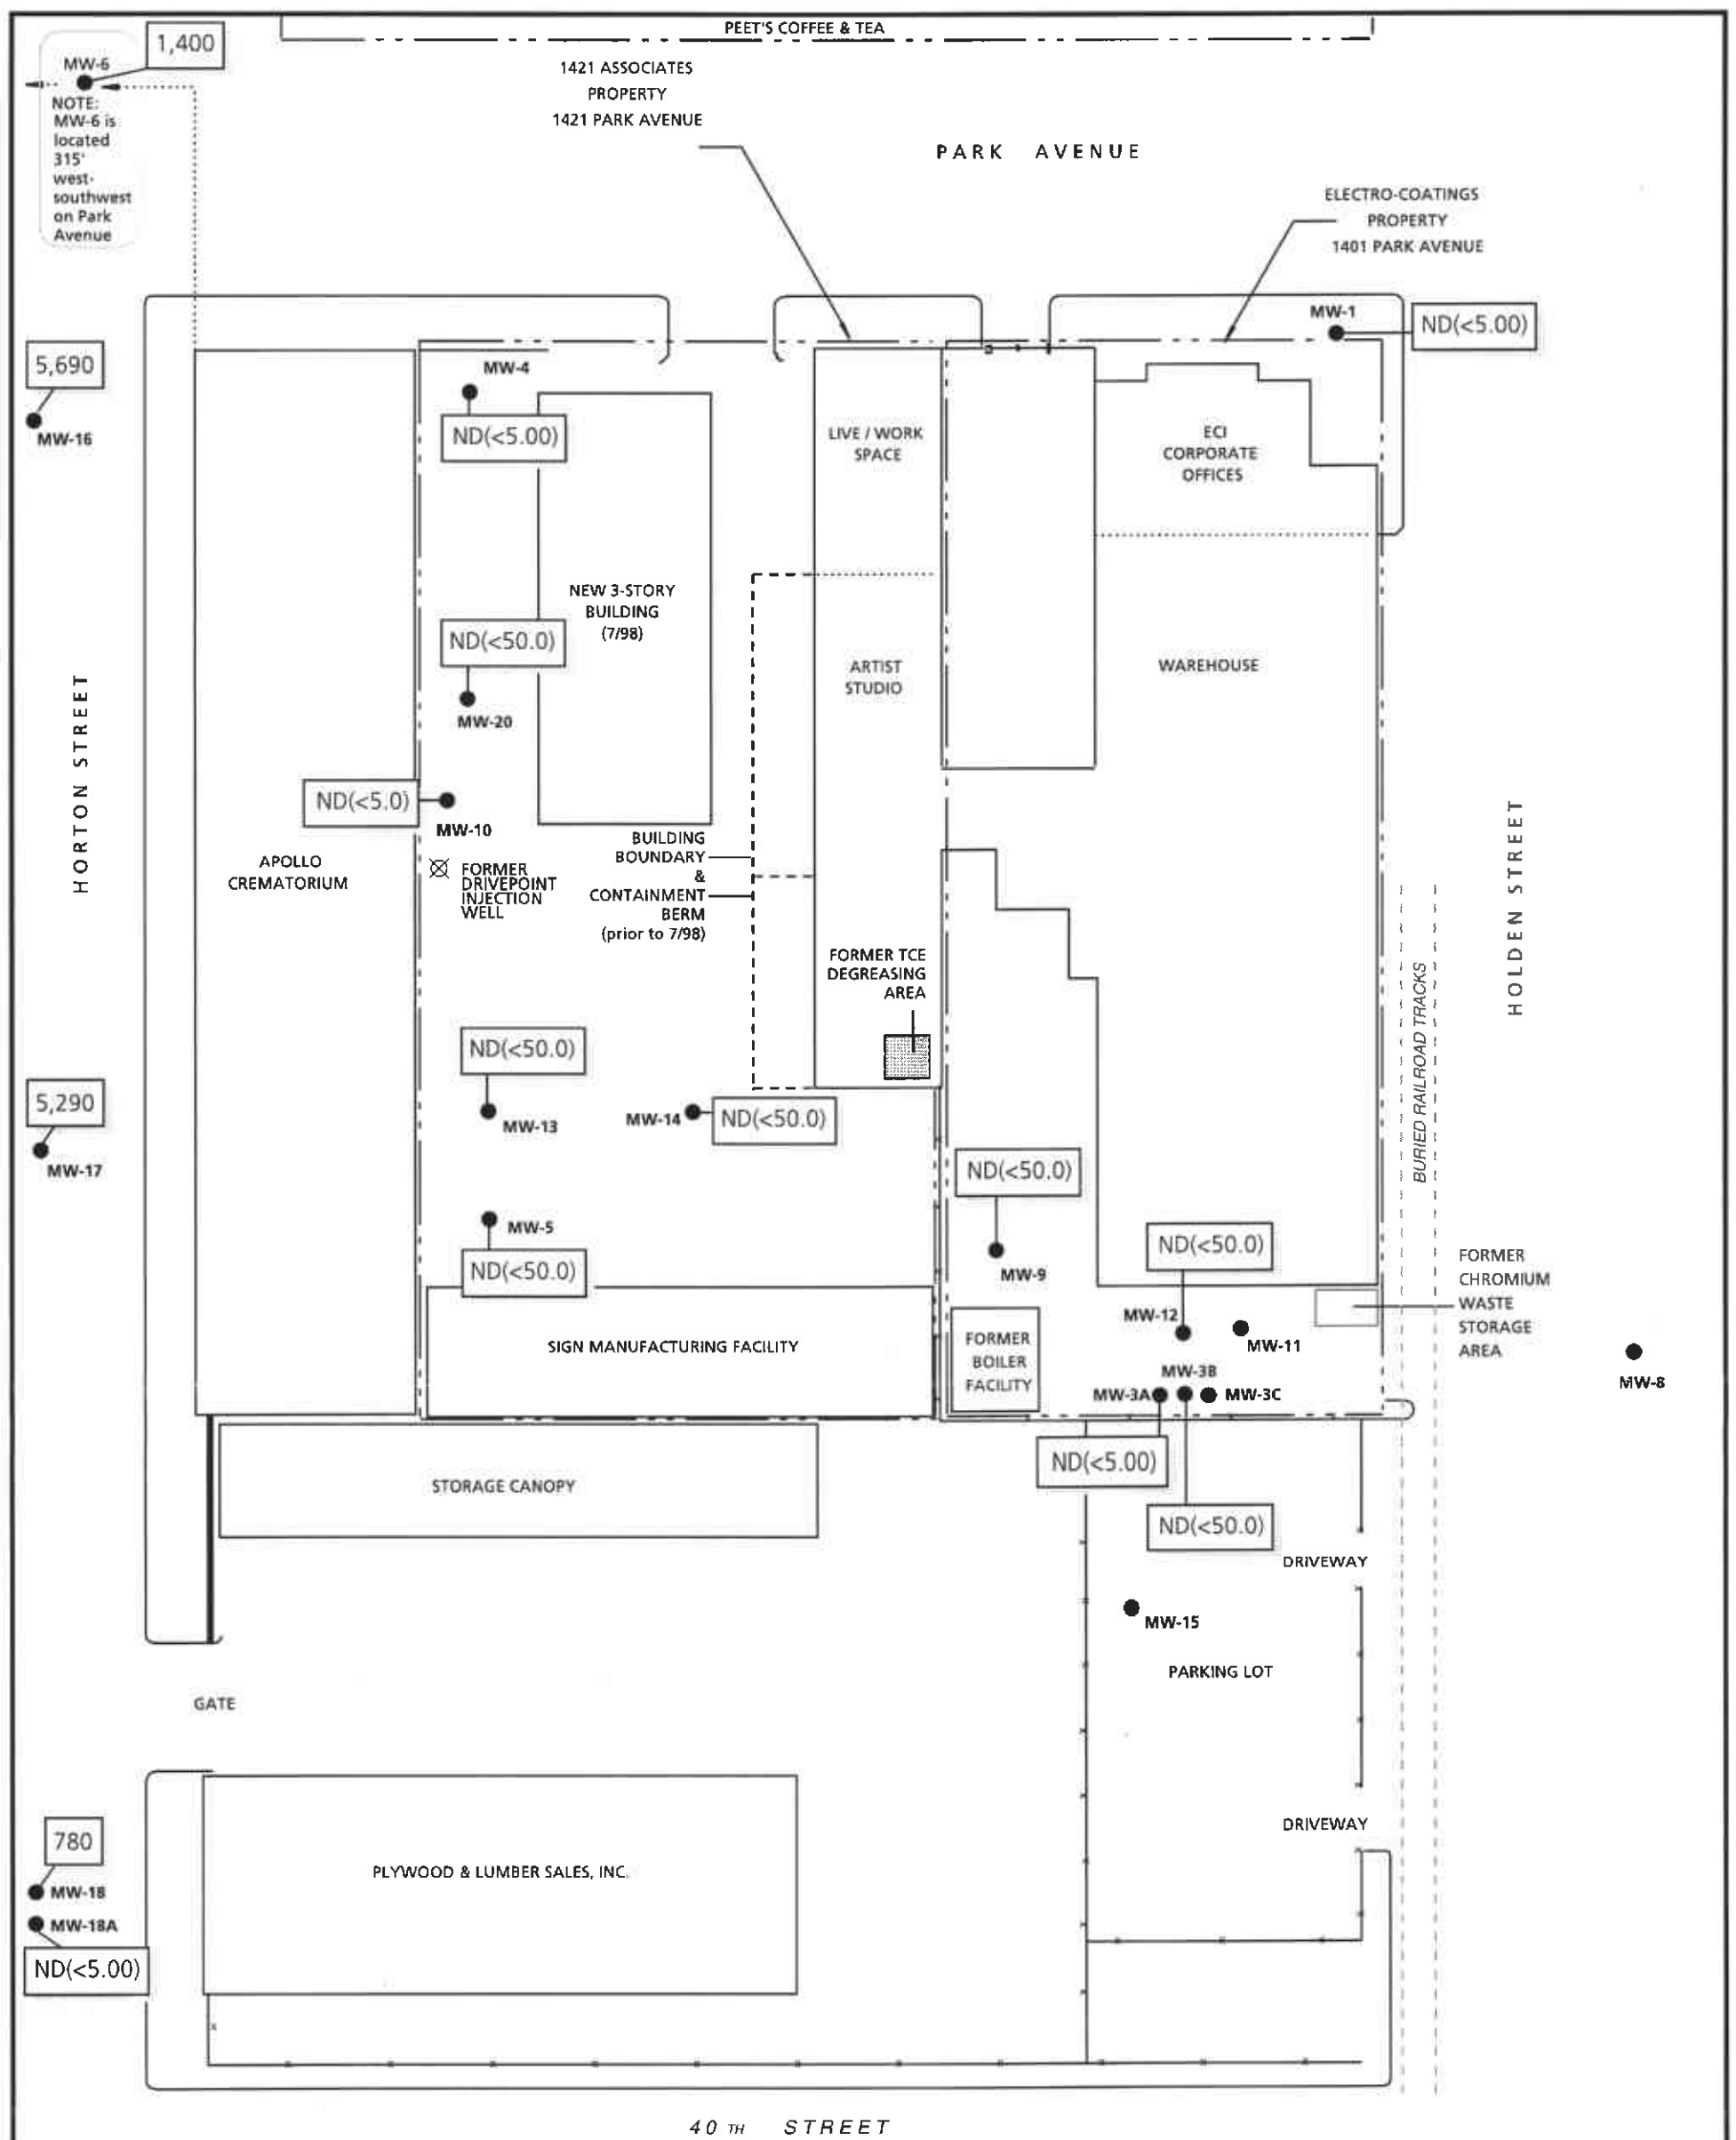 PEET'S COFFEE & TEA
1,400
MW-6
NOTE:
MW-6 is
located
315'
west-
southwest
on Park
Avenue
1421 ASSOCIATES
PROPERTY
1421 PARK AVENUE
PARK AVENUE
ELECTRO-COATINGS
PROPERTY
1401 PARK AVENUE
MW-1
ND(<5.00)
5,690
MW-16
MW-4
ND(<5.00)
LIVE / WORK
SPACE
ECI
CORPORATE
OFFICES
NEW 3-STORY
BUILDING
(7/98)
ND(<50.0)
MW-20
ARTIST
STUDIO
WAREHOUSE
HORTON STREET
ND(<5.0)
MW-10
APOLLO
CREMATORIUM
FORMER
DRIVEPOINT
INJECTION
WELL
BUILDING
BOUNDARY
&
CONTAINMENT
BERM
(prior to 7/98)
FORMER TCE
DEGREASING
AREA
HOLDEN STREET
BURIED RAILROAD TRACKS
ND(<50.0)
MW-13
MW-14
ND(<50.0)
5,290
MW-17
ND(<50.0)
MW-9
MW-5
ND(<50.0)
ND(<50.0)
MW-12
MW-11
FORMER
CHROMIUM
WASTE
STORAGE
AREA
MW-8
SIGN MANUFACTURING FACILITY
FORMER
BOILER
FACILITY
MW-3B
MW-3A
MW-3C
ND(<5.00)
ND(<50.0)
STORAGE CANOPY
DRIVEWAY
MW-15
PARKING LOT
GATE
DRIVEWAY
780
MW-18
MW-18A
ND(<5.00)
PLYWOOD & LUMBER SALES, INC.
40 TH STREET